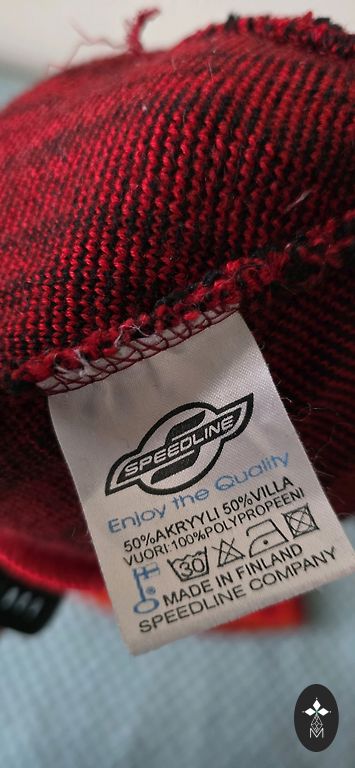 SPEEDLINE
Enjoy the Quality
50%AKRYYLI 50%VILLA
VUORI:100%POLYPROPEENI
30
MADE IN FINLAND
SPEEDLINE COMPANY
M